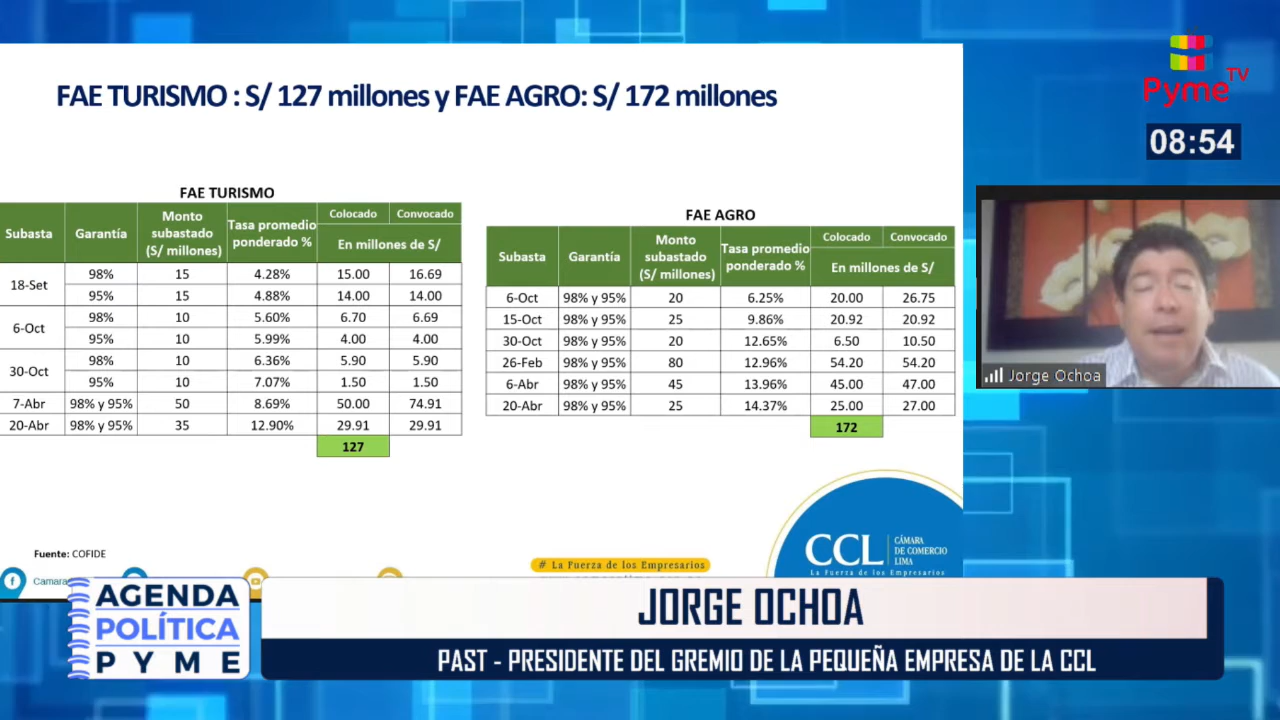 FAE TURISMO : S/ 127 millones y FAE AGRO: S/ 172 millones
Pyme TV
08:54
FAE TURISMO
Subasta Garantía Monto subastado (S/ millones) Tasa promedio ponderado % Colocado Convocado
En millones de S/
18-Set 98% 15 4.28% 15.00 16.69
95% 15 4.88% 14.00 14.00
6-Oct 98% 10 5.60% 6.70 6.69
95% 10 5.99% 4.00 4.00
30-Oct 98% 10 6.36% 5.90 5.90
95% 10 7.07% 1.50 1.50
7-Abr 98% y 95% 50 8.69% 50.00 74.91
20-Abr 98% y 95% 35 12.90% 29.91 29.91
127
FAE AGRO
Subasta Garantía Monto subastado (S/ millones) Tasa promedio ponderado % Colocado Convocado
En millones de S/
6-Oct 98% y 95% 20 6.25% 20.00 26.75
15-Oct 98% y 95% 25 9.86% 20.92 20.92
30-Oct 98% y 95% 20 12.65% 6.50 10.50
26-Feb 98% y 95% 80 12.96% 54.20 54.20
6-Abr 98% y 95% 45 13.96% 45.00 47.00
20-Abr 98% y 95% 25 14.37% 25.00 27.00
172
Jorge Ochoa
Fuente: COFIDE
# La Fuerza de los Empresarios
CCL CÁMARA DE COMERCIO LIMA
La Fuerza de los Empresarios
Camara
AGENDA
POLÍTICA
PYME
JORGE OCHOA
PAST - PRESIDENTE DEL GREMIO DE LA PEQUEÑA EMPRESA DE LA CCL